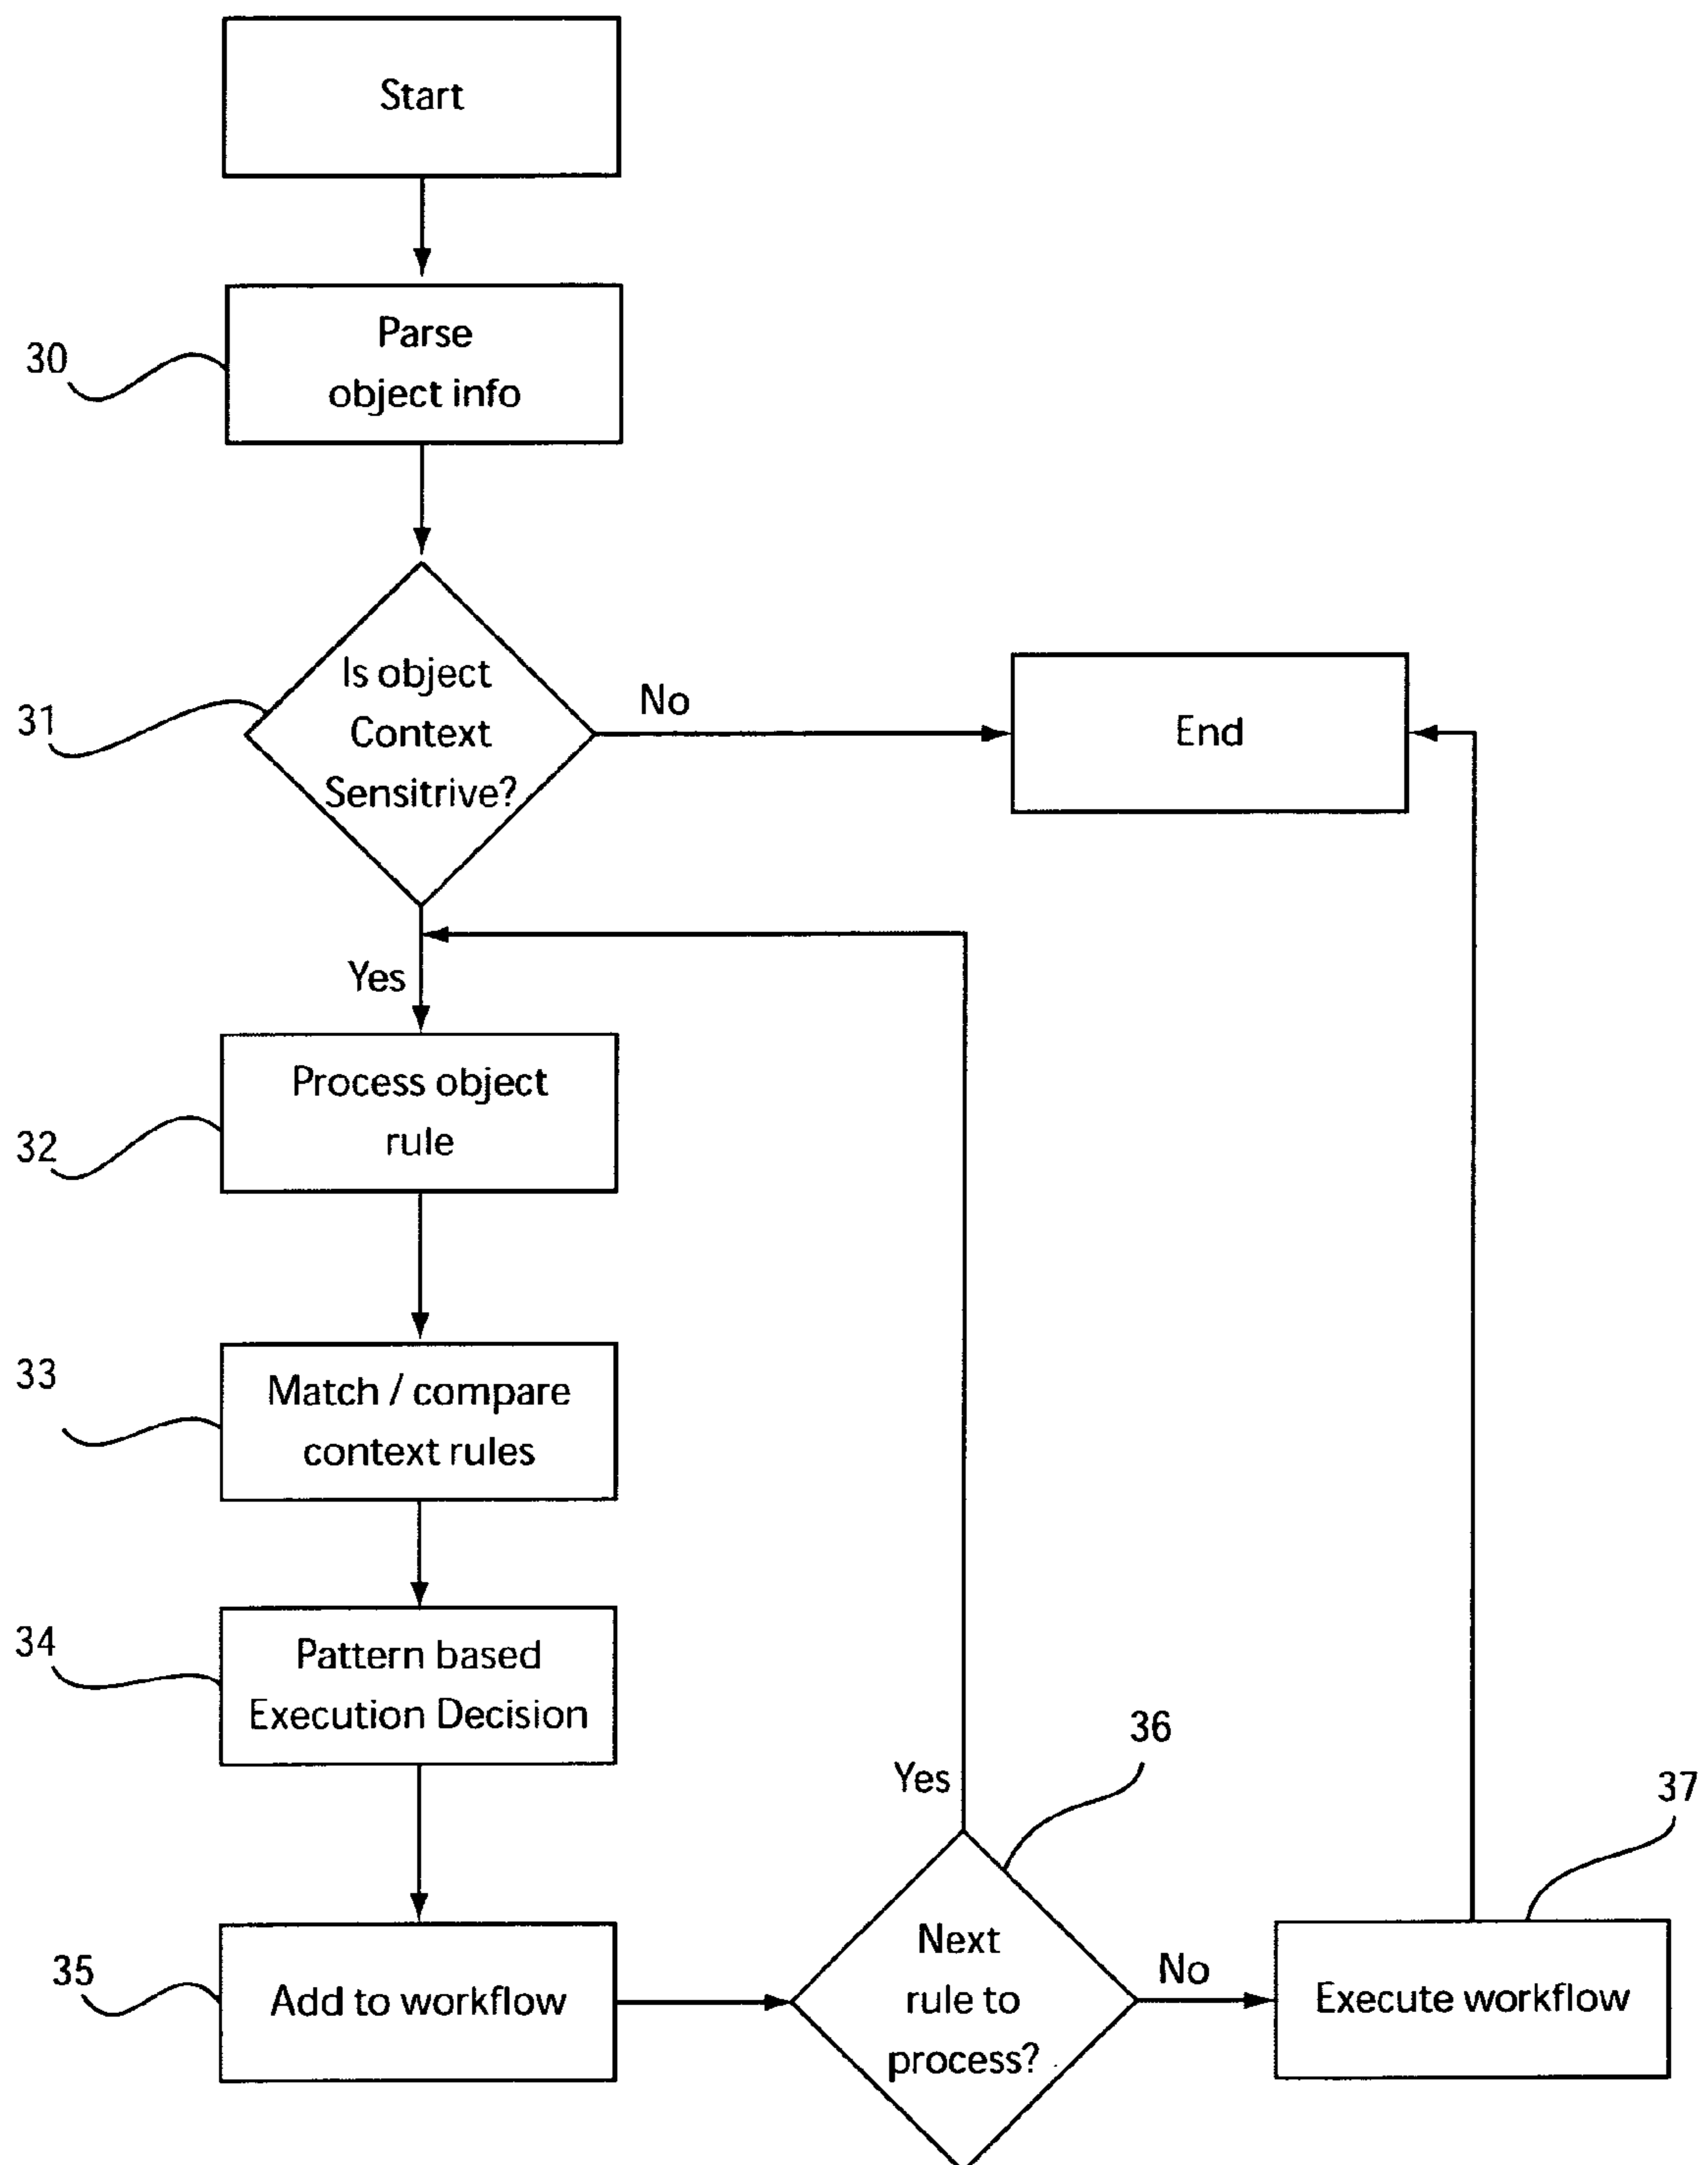 Start
30
Parse
object info
31
Is object
Context
Sensitrive?
No
End
Yes
32
Process object
rule
33
Match / compare
context rules
34
Pattern based
Execution Decision
35
Add to workflow
Yes
36
Next
rule to
process?
No
37
Execute workflow